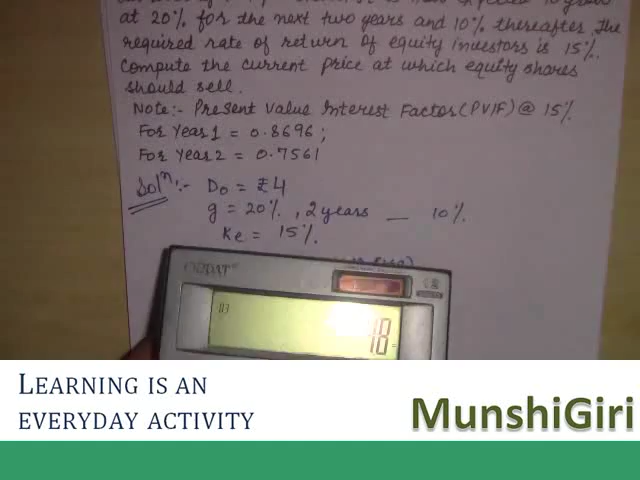 at 20% for the next two years and 10% thereafter. The
required rate of return of equity investors is 15%.
Compute the current price at which equity shares
should sell.
Note:- Present Value Interest Factor (PVIF) @ 15%
For Year 1 = 0.8696;
For Year 2 = 0.7561
Solⁿ:- D₀ = ₹4
g = 20% , 2 years — 10%
Ke = 15%.
ORPAT
LEARNING IS AN
EVERYDAY ACTIVITY
MunshiGiri